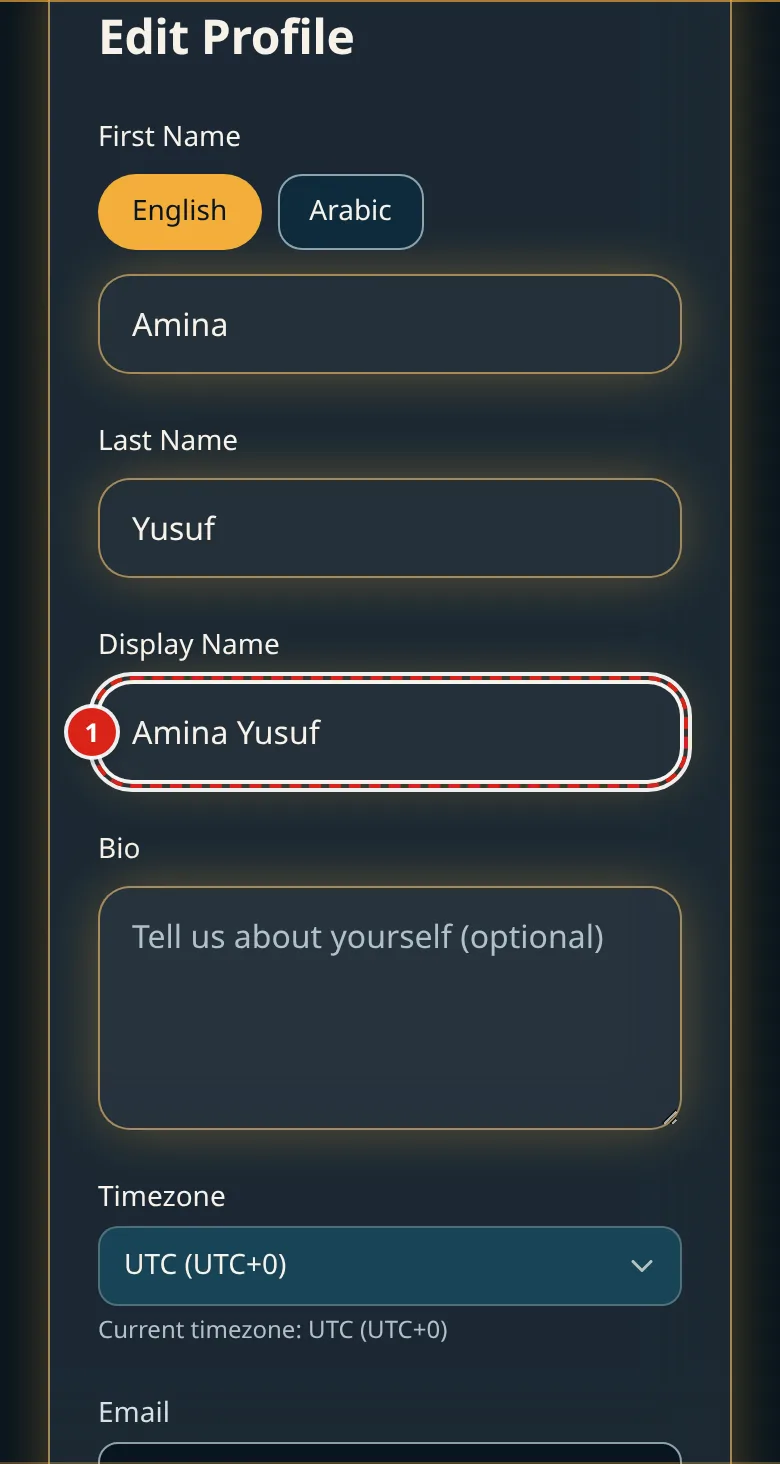 Edit Profile
First Name
English Arabic
Amina
Last Name
Yusuf
Display Name
1 Amina Yusuf
Bio
Tell us about yourself (optional)
Timezone
UTC (UTC+0)
Current timezone: UTC (UTC+0)
Email